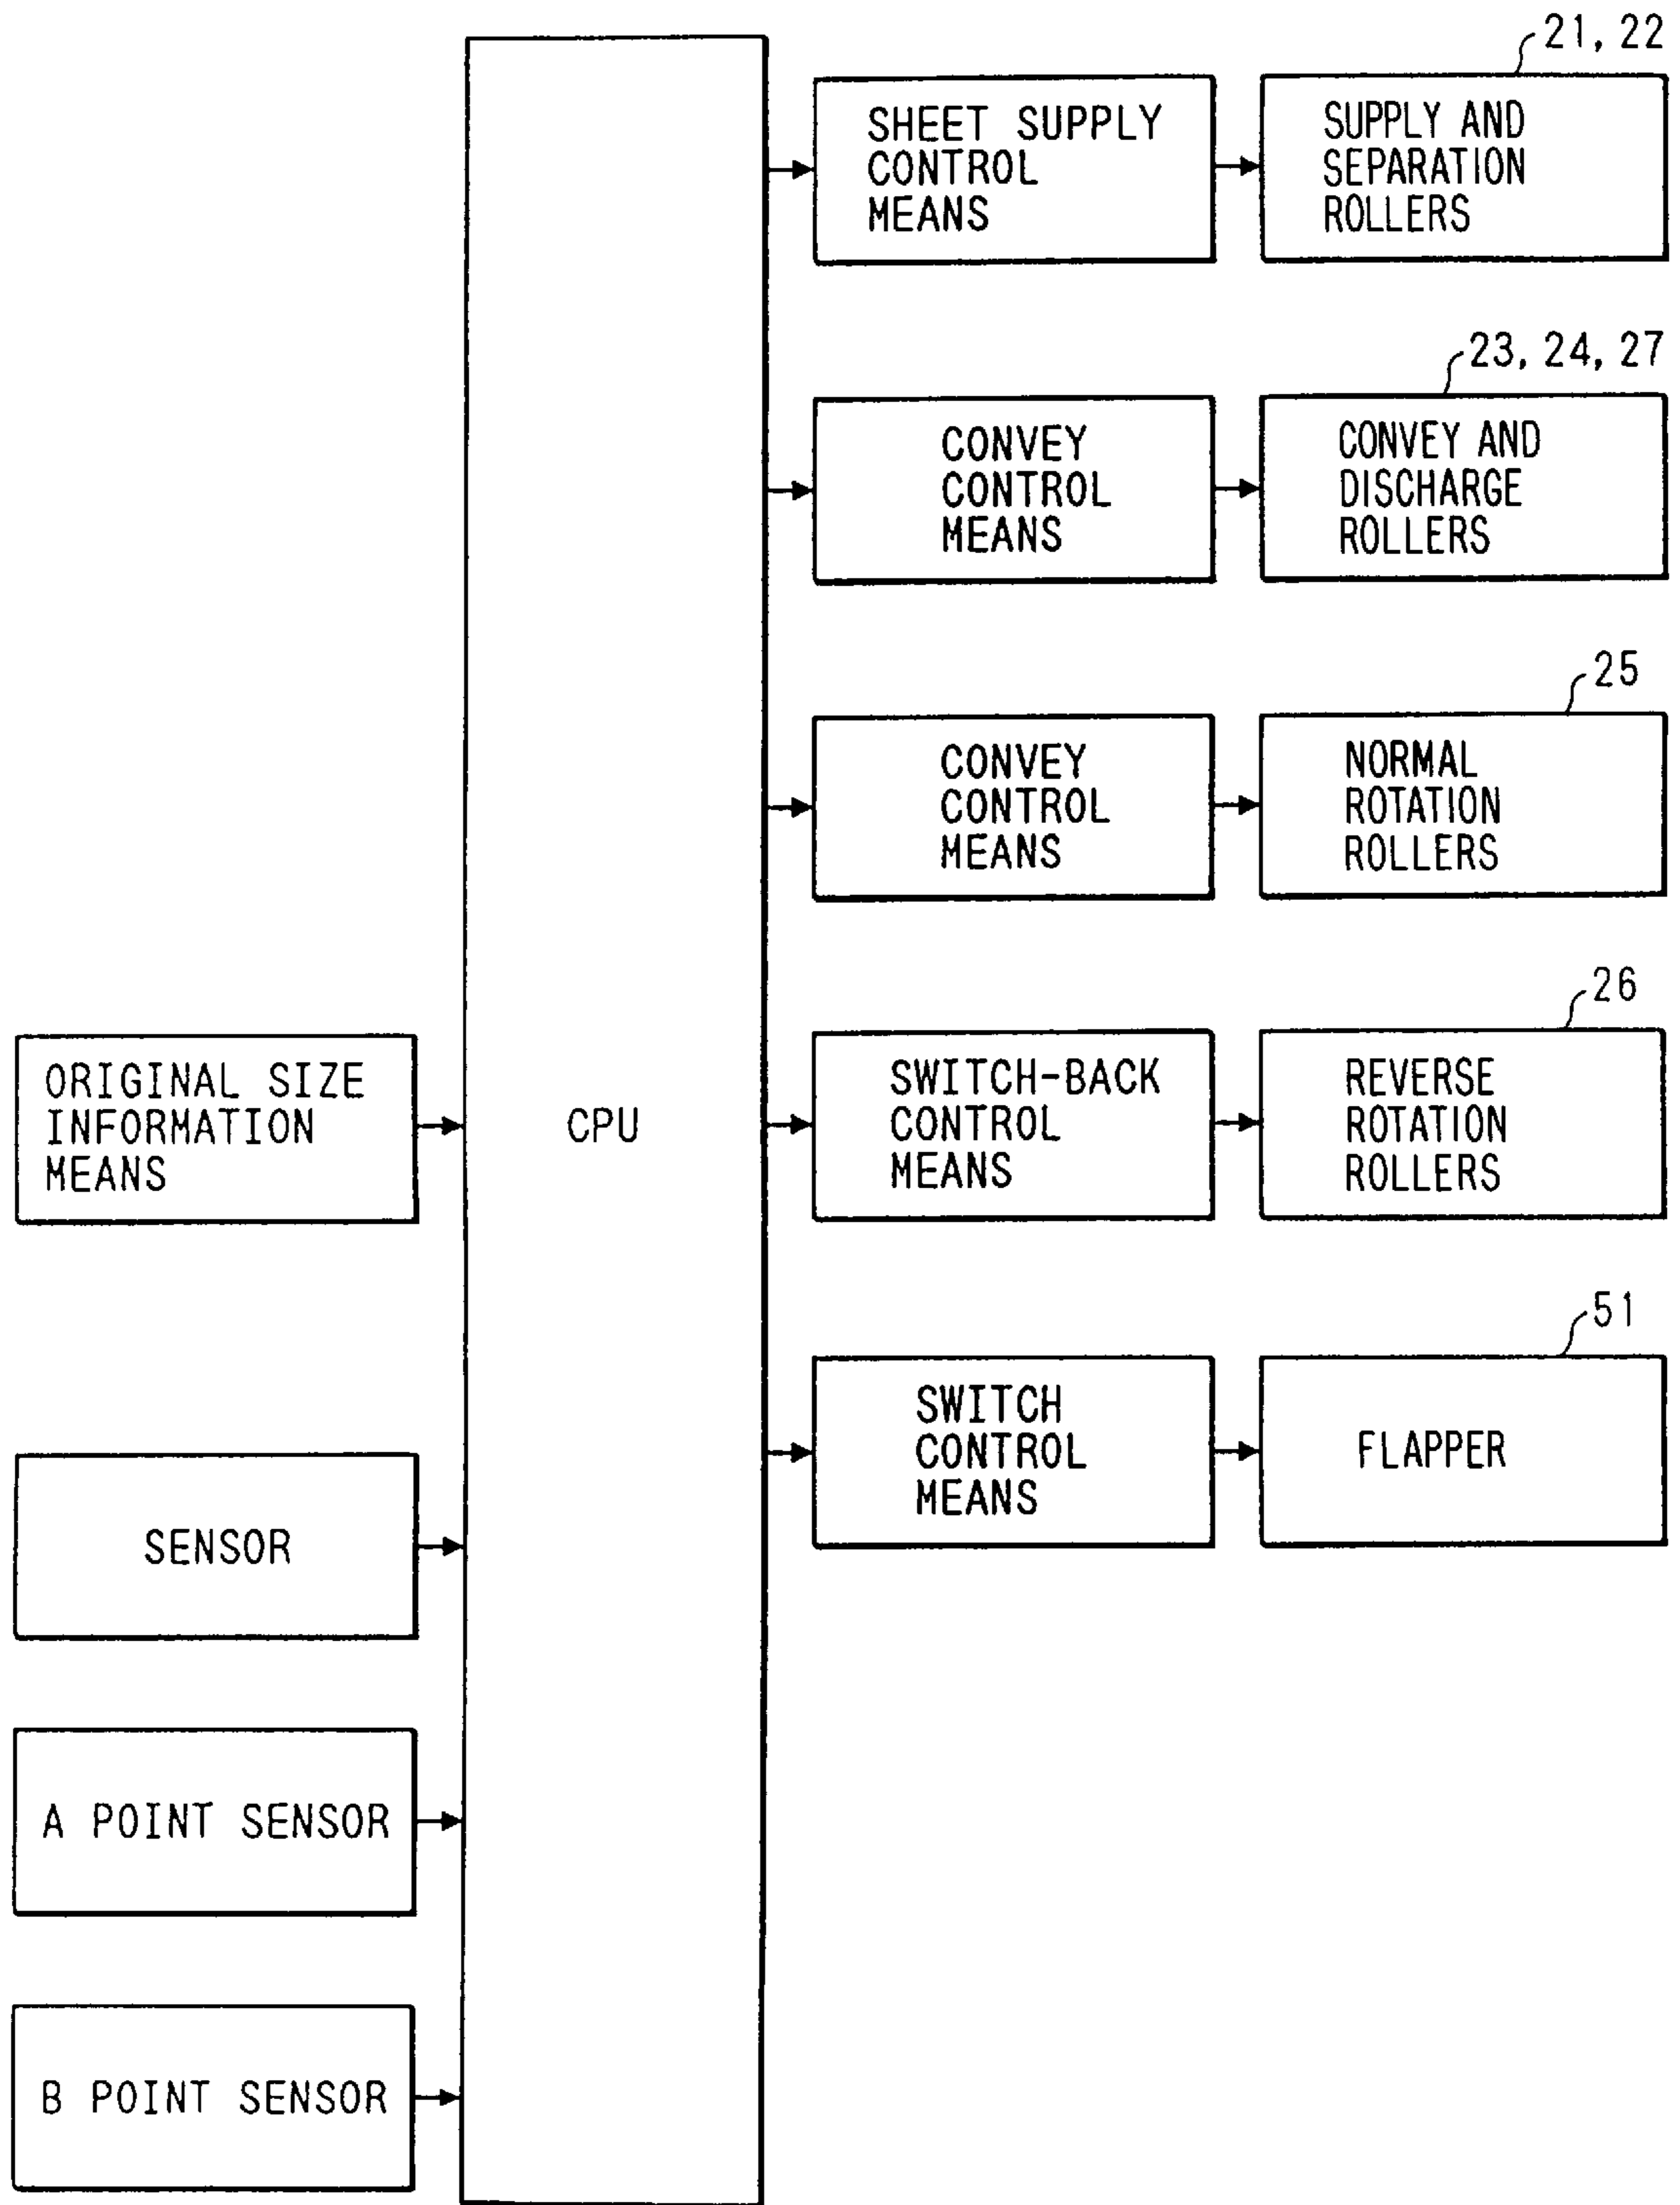 21, 22
SHEET SUPPLY
CONTROL
MEANS
SUPPLY AND
SEPARATION
ROLLERS
23, 24, 27
CONVEY
CONTROL
MEANS
CONVEY AND
DISCHARGE
ROLLERS
25
CONVEY
CONTROL
MEANS
NORMAL
ROTATION
ROLLERS
26
ORIGINAL SIZE
INFORMATION
MEANS
CPU
SWITCH-BACK
CONTROL
MEANS
REVERSE
ROTATION
ROLLERS
51
SWITCH
CONTROL
MEANS
FLAPPER
SENSOR
A POINT SENSOR
B POINT SENSOR